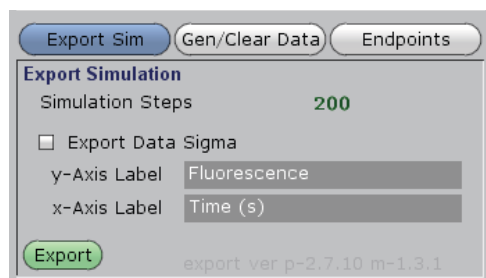 Export Sim Gen/Clear Data Endpoints
Export Simulation
Simulation Steps 200
Export Data Sigma
y-Axis Label Fluorescence
x-Axis Label Time (s)
Export export ver p-2.7.10 m-1.3.1